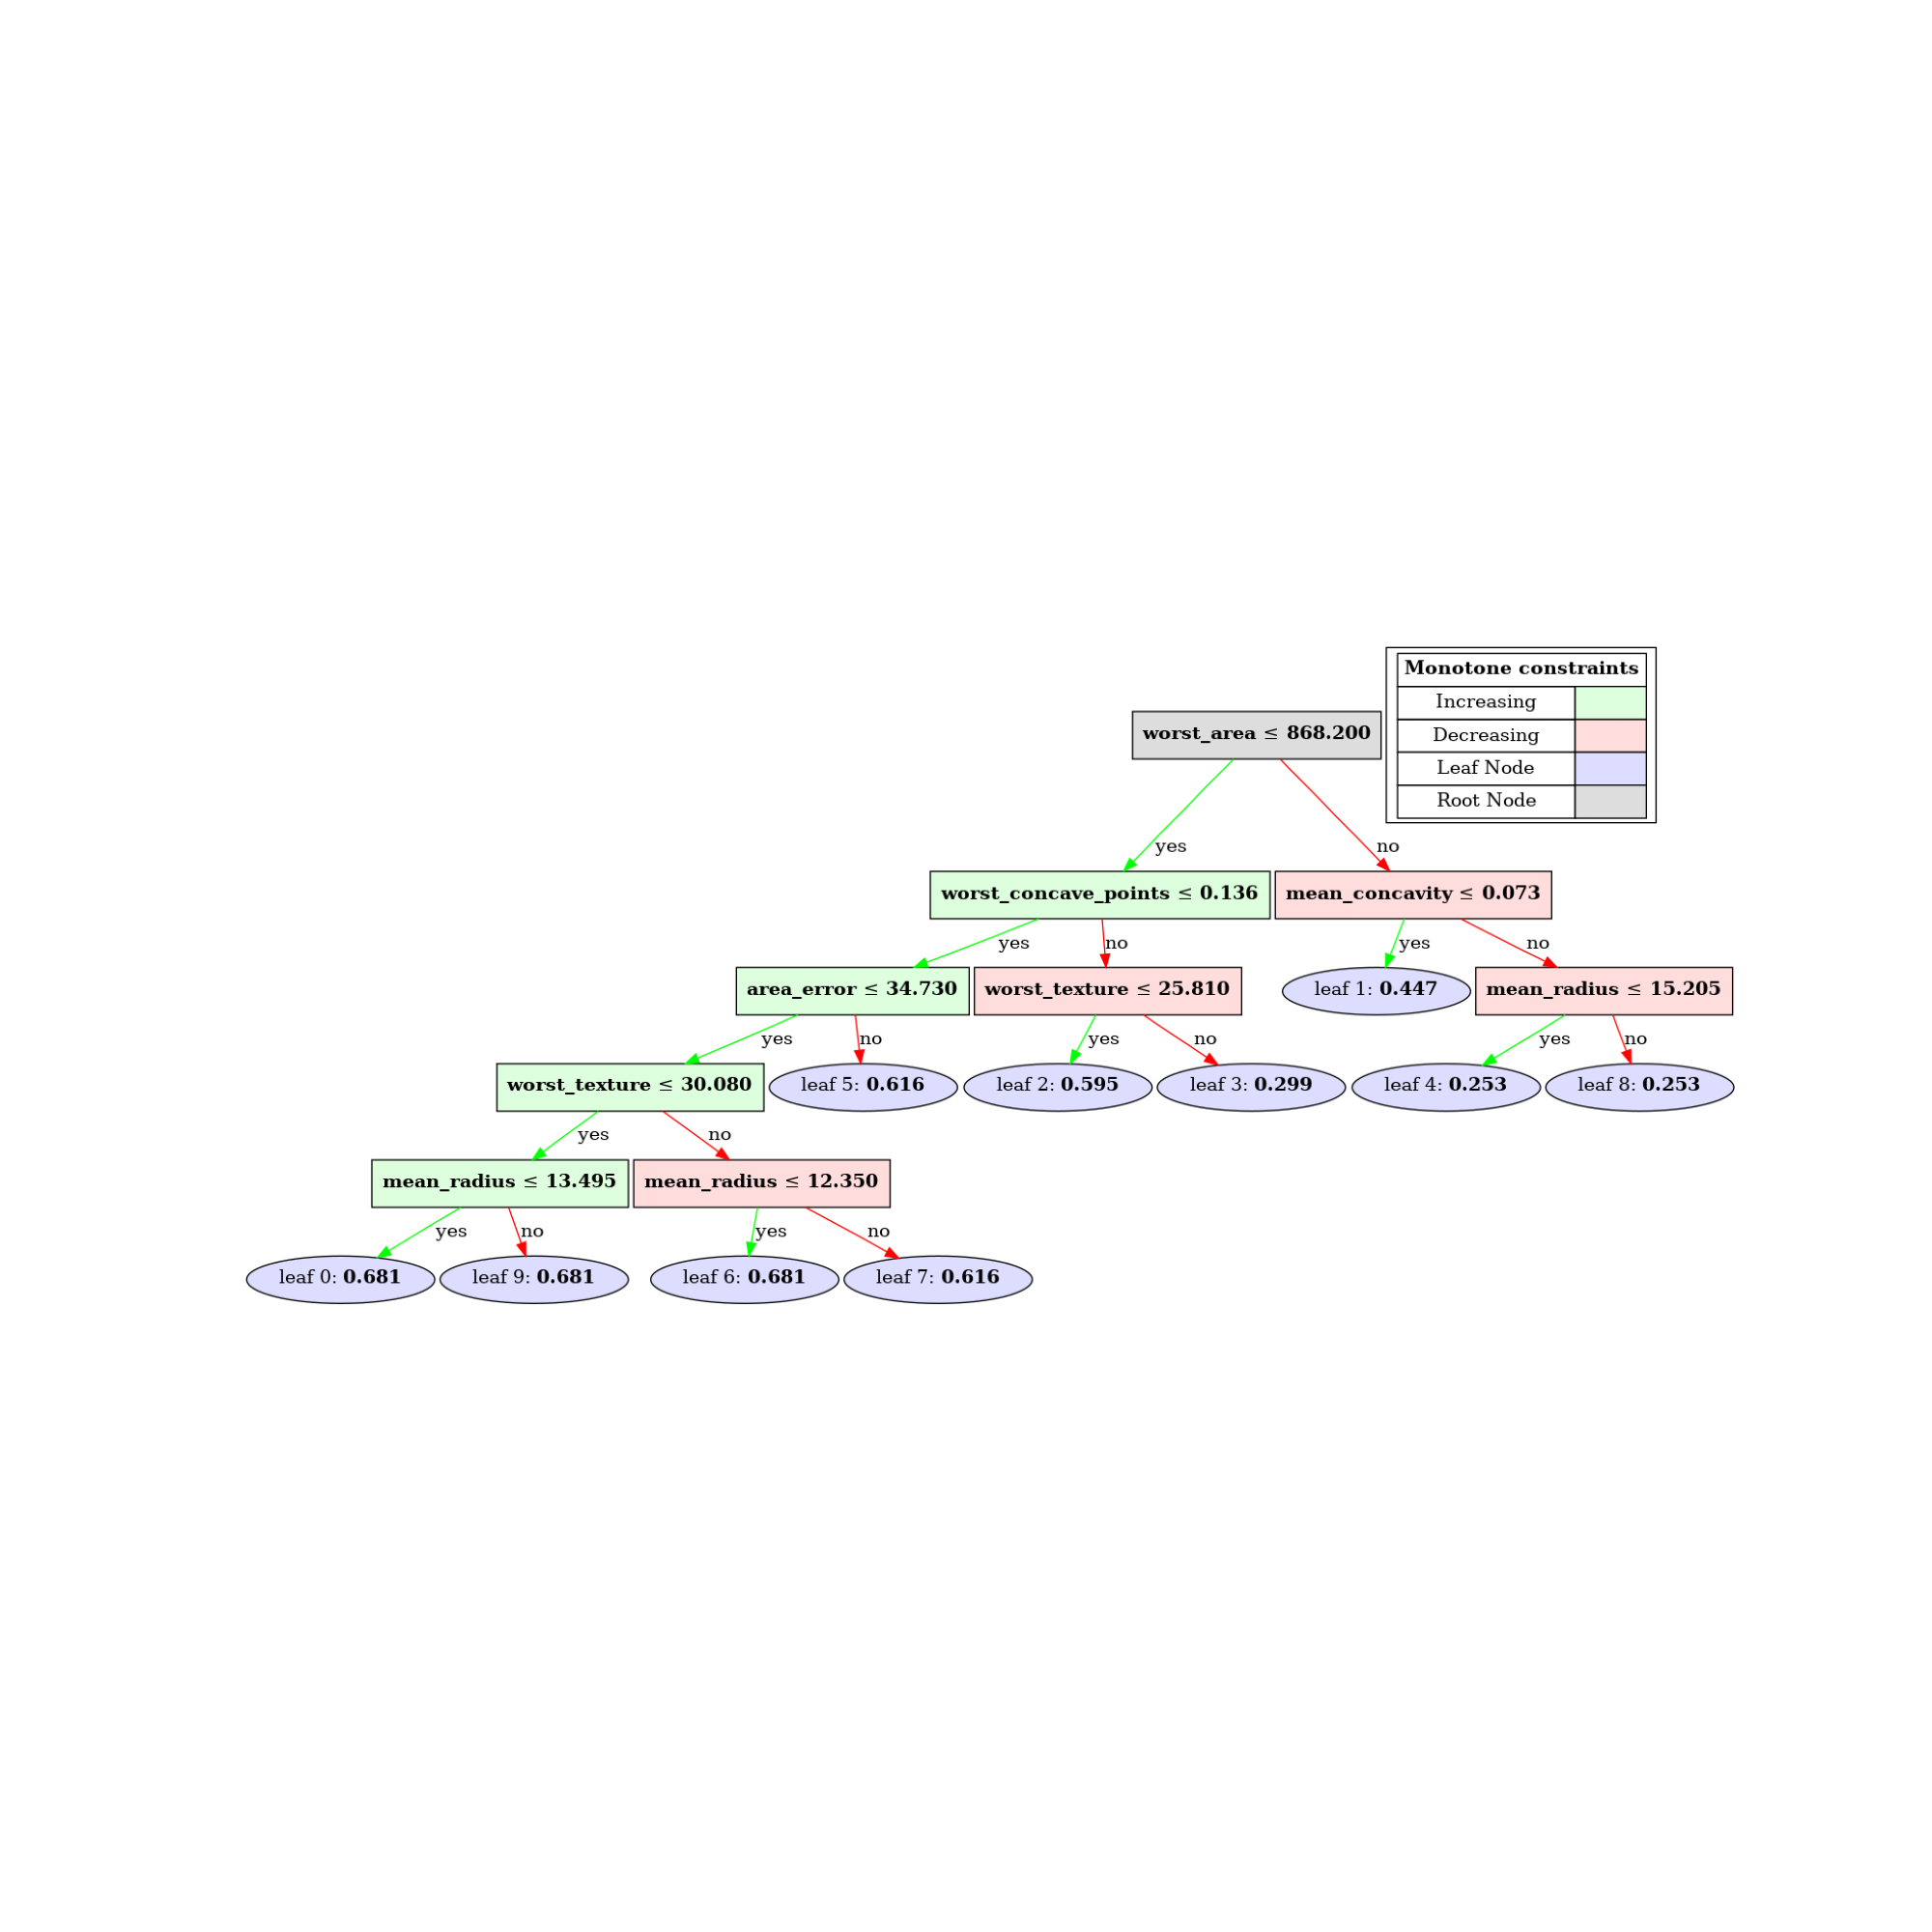 Monotone constraints
Increasing
Decreasing
Leaf Node
Root Node
worst_area ≤ 868.200
yes
no
worst_concave_points ≤ 0.136
mean_concavity ≤ 0.073
yes
no
yes
no
area_error ≤ 34.730
worst_texture ≤ 25.810
leaf 1: 0.447
mean_radius ≤ 15.205
yes
no
yes
no
yes
no
worst_texture ≤ 30.080
leaf 5: 0.616
leaf 2: 0.595
leaf 3: 0.299
leaf 4: 0.253
leaf 8: 0.253
yes
no
mean_radius ≤ 13.495
mean_radius ≤ 12.350
yes
no
yes
no
leaf 0: 0.681
leaf 9: 0.681
leaf 6: 0.681
leaf 7: 0.616